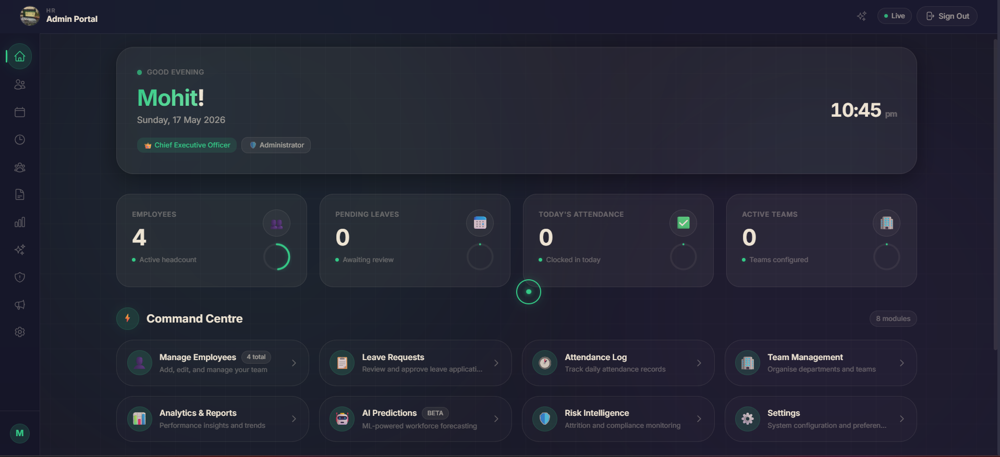 HR
Admin Portal
Live
Sign Out
GOOD EVENING
Mohit!
Sunday, 17 May 2026
Chief Executive Officer
Administrator
10:45 pm
EMPLOYEES
4
Active headcount
PENDING LEAVES
0
Awaiting review
TODAY'S ATTENDANCE
0
Clocked in today
ACTIVE TEAMS
0
Teams configured
Command Centre
8 modules
Manage Employees 4 total
Add, edit, and manage your team
Leave Requests
Review and approve leave applicati...
Attendance Log
Track daily attendance records
Team Management
Organise departments and teams
Analytics & Reports
Performance insights and trends
AI Predictions BETA
ML-powered workforce forecasting
Risk Intelligence
Attrition and compliance monitoring
Settings
System configuration and preferen...
M